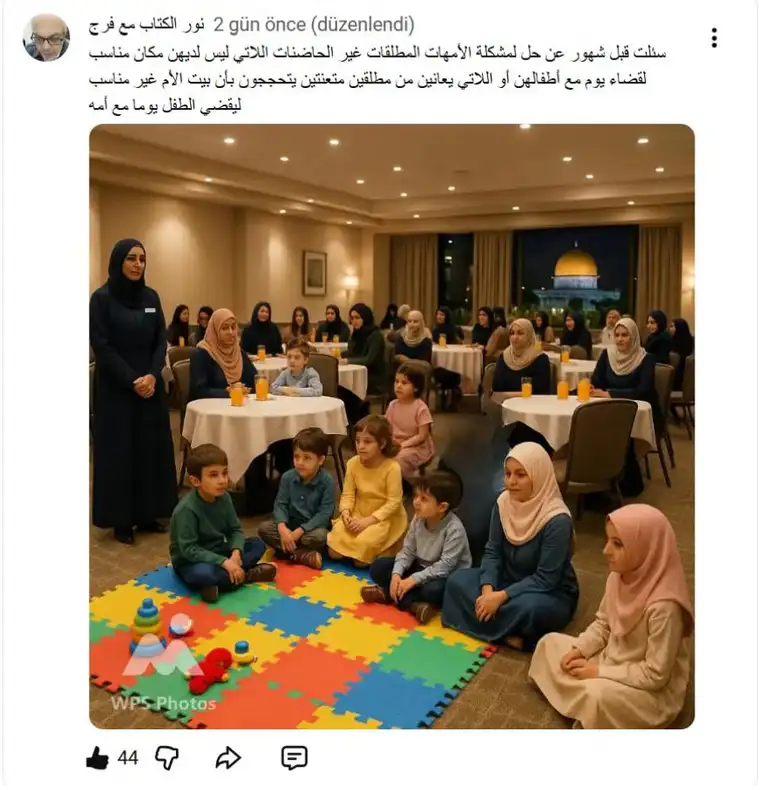 نور الكتاب مع فرج 2 gün önce (düzenlendi)
سئلت قبل شهور عن حل لمشكلة الأمهات المطلقات غير الحاضنات اللاتي ليس لديهن مكان مناسب
لقضاء يوم مع أطفالهن أو اللاتي يعانين من مطلقين متعنتين يتحججون بأن بيت الأم غير مناسب
ليقضي الطفل يوما مع أمه
WPS Photos
44